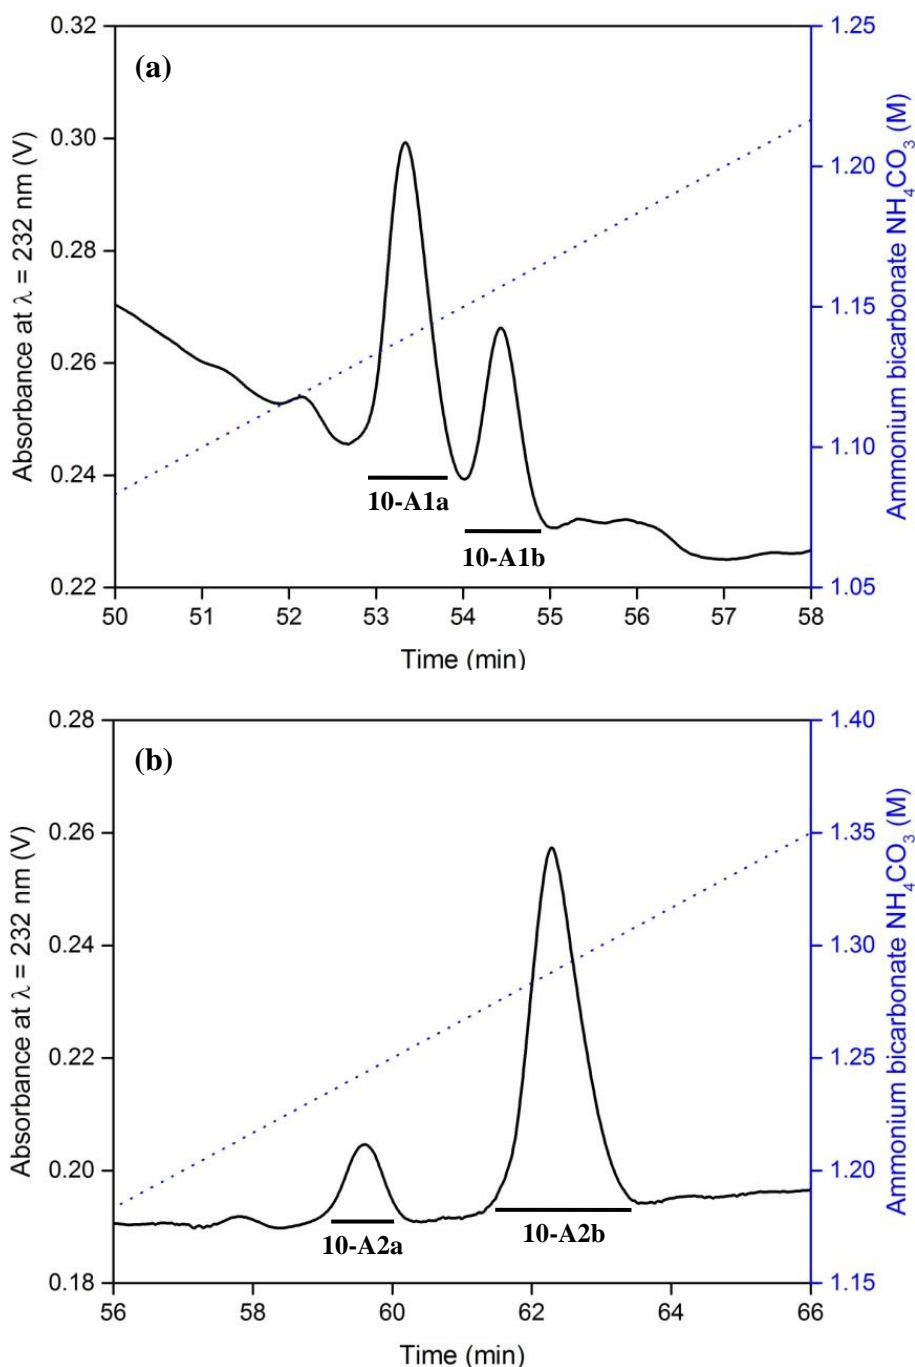 (a)
Absorbance at λ = 232 nm (V)
0.32
0.30
0.28
0.26
0.24
0.22
10-A1a
10-A1b
50 51 52 53 54 55 56 57 58
Time (min)
1.25
1.20
1.15
1.10
1.05
Ammonium bicarbonate NH₄CO₃ (M)
(b)
Absorbance at λ = 232 nm (V)
0.28
0.26
0.24
0.22
0.20
0.18
10-A2a
10-A2b
56 58 60 62 64 66
Time (min)
1.40
1.35
1.30
1.25
1.20
1.15
Ammonium bicarbonate NH₄CO₃ (M)